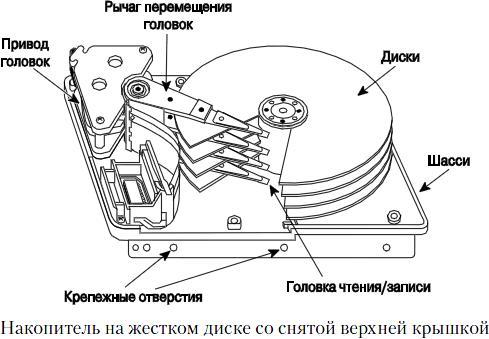 Рычаг перемещения
головок
Привод
головок
Диски
Шасси
Крепежные отверстия
Головка чтения/записи
Накопитель на жестком диске со снятой верхней крышкой